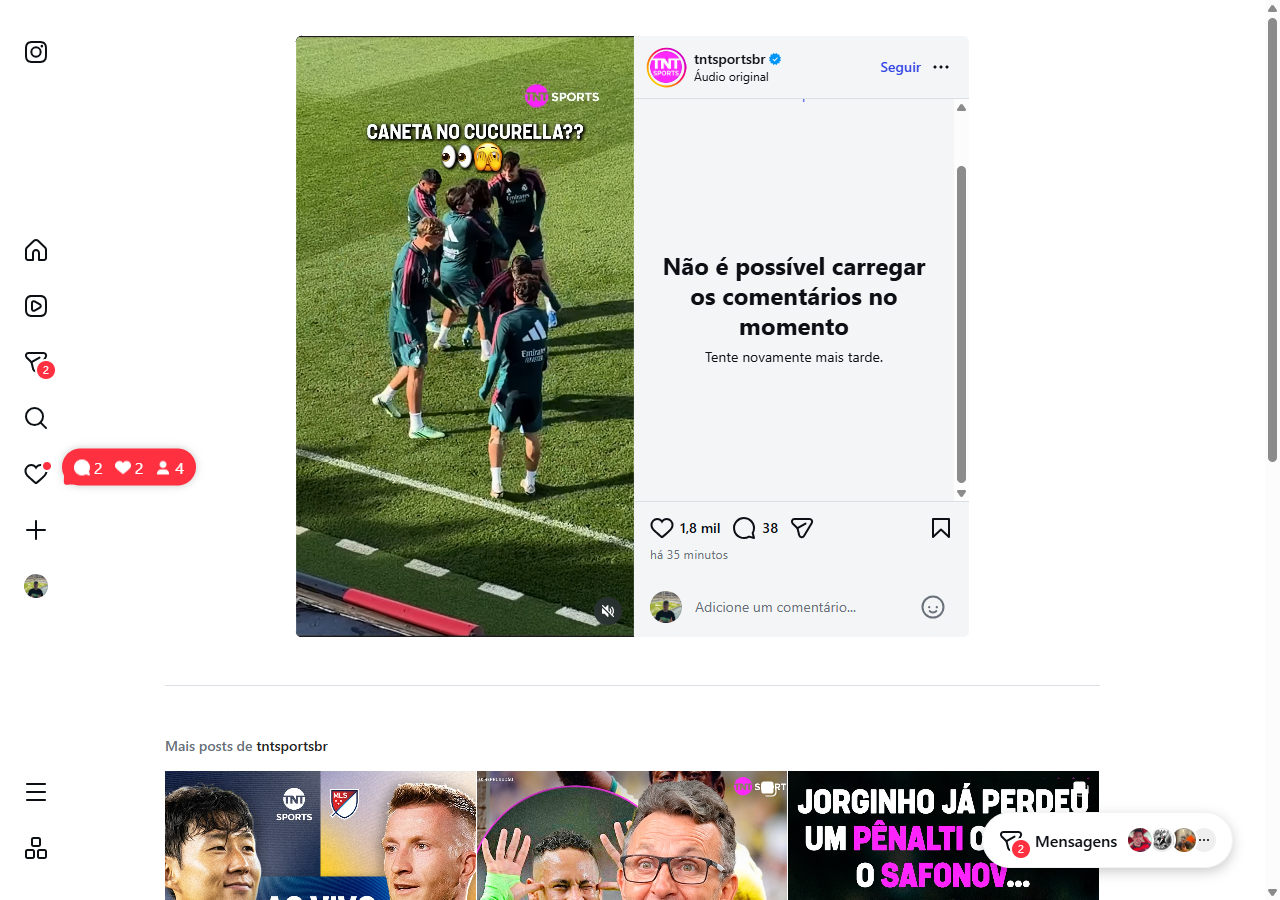 TNT SPORTS
CANETA NO CUCURELLA??
TNT SPORTS
tntsportsbr
Áudio original
Seguir
Não é possível carregar
os comentários no
momento
Tente novamente mais tarde.
1,8 mil
38
há 35 minutos
Adicione um comentário...
2
2
2
4
Mais posts de tntsportsbr
TNT
SPORTS
MLS
JORGINHO JÁ PERDEU
UM PÊNALTI
O SAFONOV...
2
Mensagens